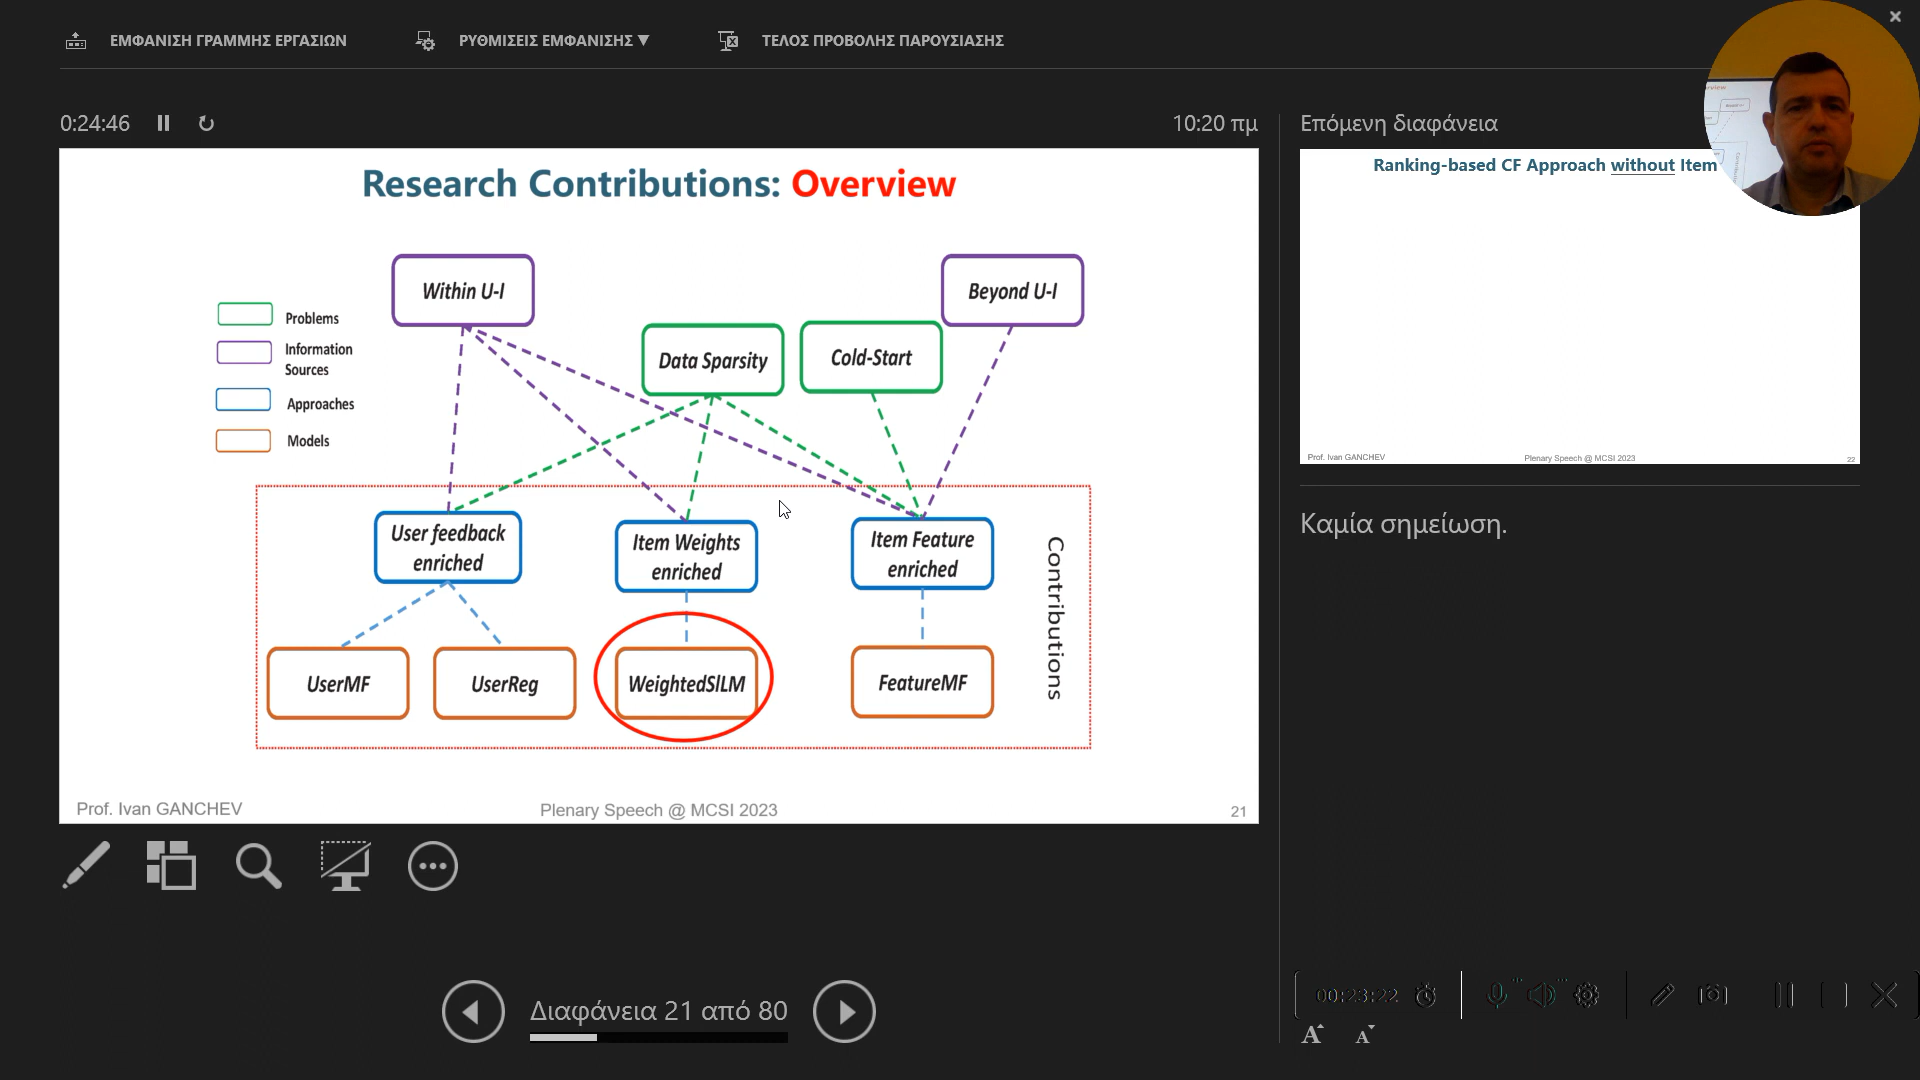 ΕΜΦΑΝΙΣΗ ΓΡΑΜΜΗΣ ΕΡΓΑΣΙΩΝ
ΡΥΘΜΙΣΕΙΣ ΕΜΦΑΝΙΣΗΣ ▼
ΤΕΛΟΣ ΠΡΟΒΟΛΗΣ ΠΑΡΟΥΣΙΑΣΗΣ
0:24:46
10:20 πμ
Research Contributions: Overview
Within U-I
Beyond U-I
Data Sparsity
Cold-Start
Problems
Information
Sources
Approaches
Models
User feedback
enriched
Item Weights
enriched
Item Feature
enriched
UserMF
UserReg
WeightedSlLM
FeatureMF
Contributions
Prof. Ivan GANCHEV
Plenary Speech @ MCSI 2023
21
Επόμενη διαφάνεια
Ranking-based CF Approach without Item
Prof. Ivan GANCHEV
Plenary Speech @ MCSI 2023
22
Καμία σημείωση.
Διαφάνεια 21 από 80
00:23:22
A A